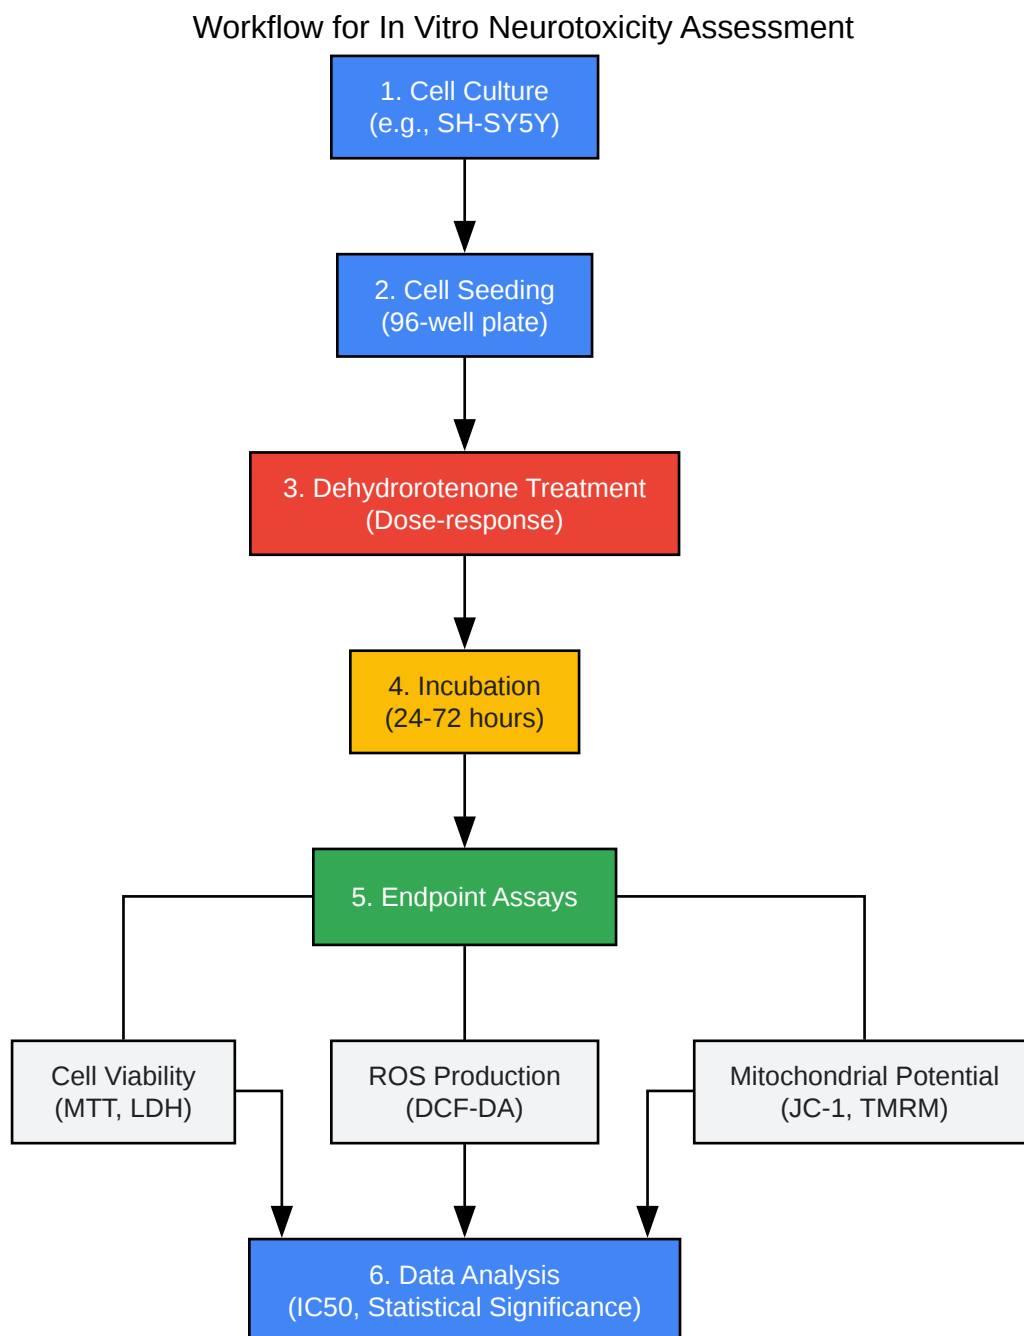 Workflow for In Vitro Neurotoxicity Assessment
1. Cell Culture
(e.g., SH-SY5Y)
2. Cell Seeding
(96-well plate)
3. Dehydrorotenone Treatment
(Dose-response)
4. Incubation
(24-72 hours)
5. Endpoint Assays
Cell Viability
(MTT, LDH)
ROS Production
(DCF-DA)
Mitochondrial Potential
(JC-1, TMRM)
6. Data Analysis
(IC50, Statistical Significance)